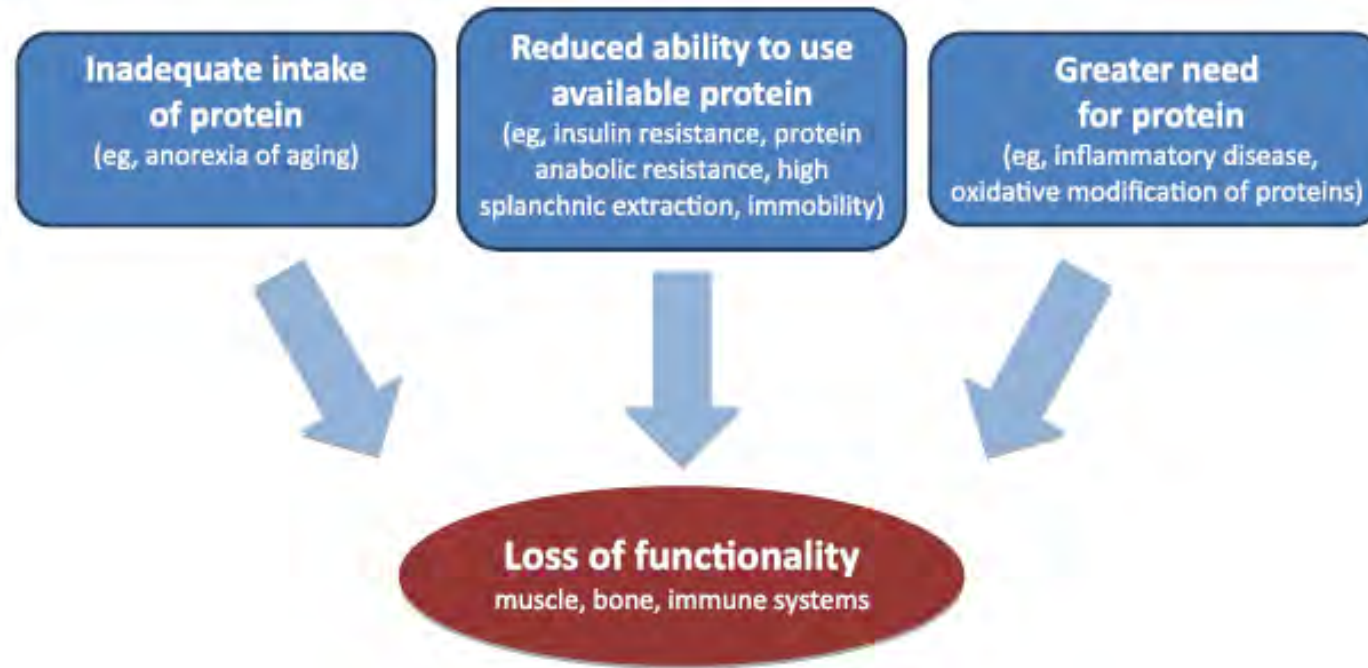 Inadequate intake
of protein
(eg, anorexia of aging)
Reduced ability to use
available protein
(eg, insulin resistance, protein
anabolic resistance, high
splanchnic extraction, immobility)
Greater need
for protein
(eg, inflammatory disease,
oxidative modification of proteins)
Loss of functionality
muscle, bone, immune systems